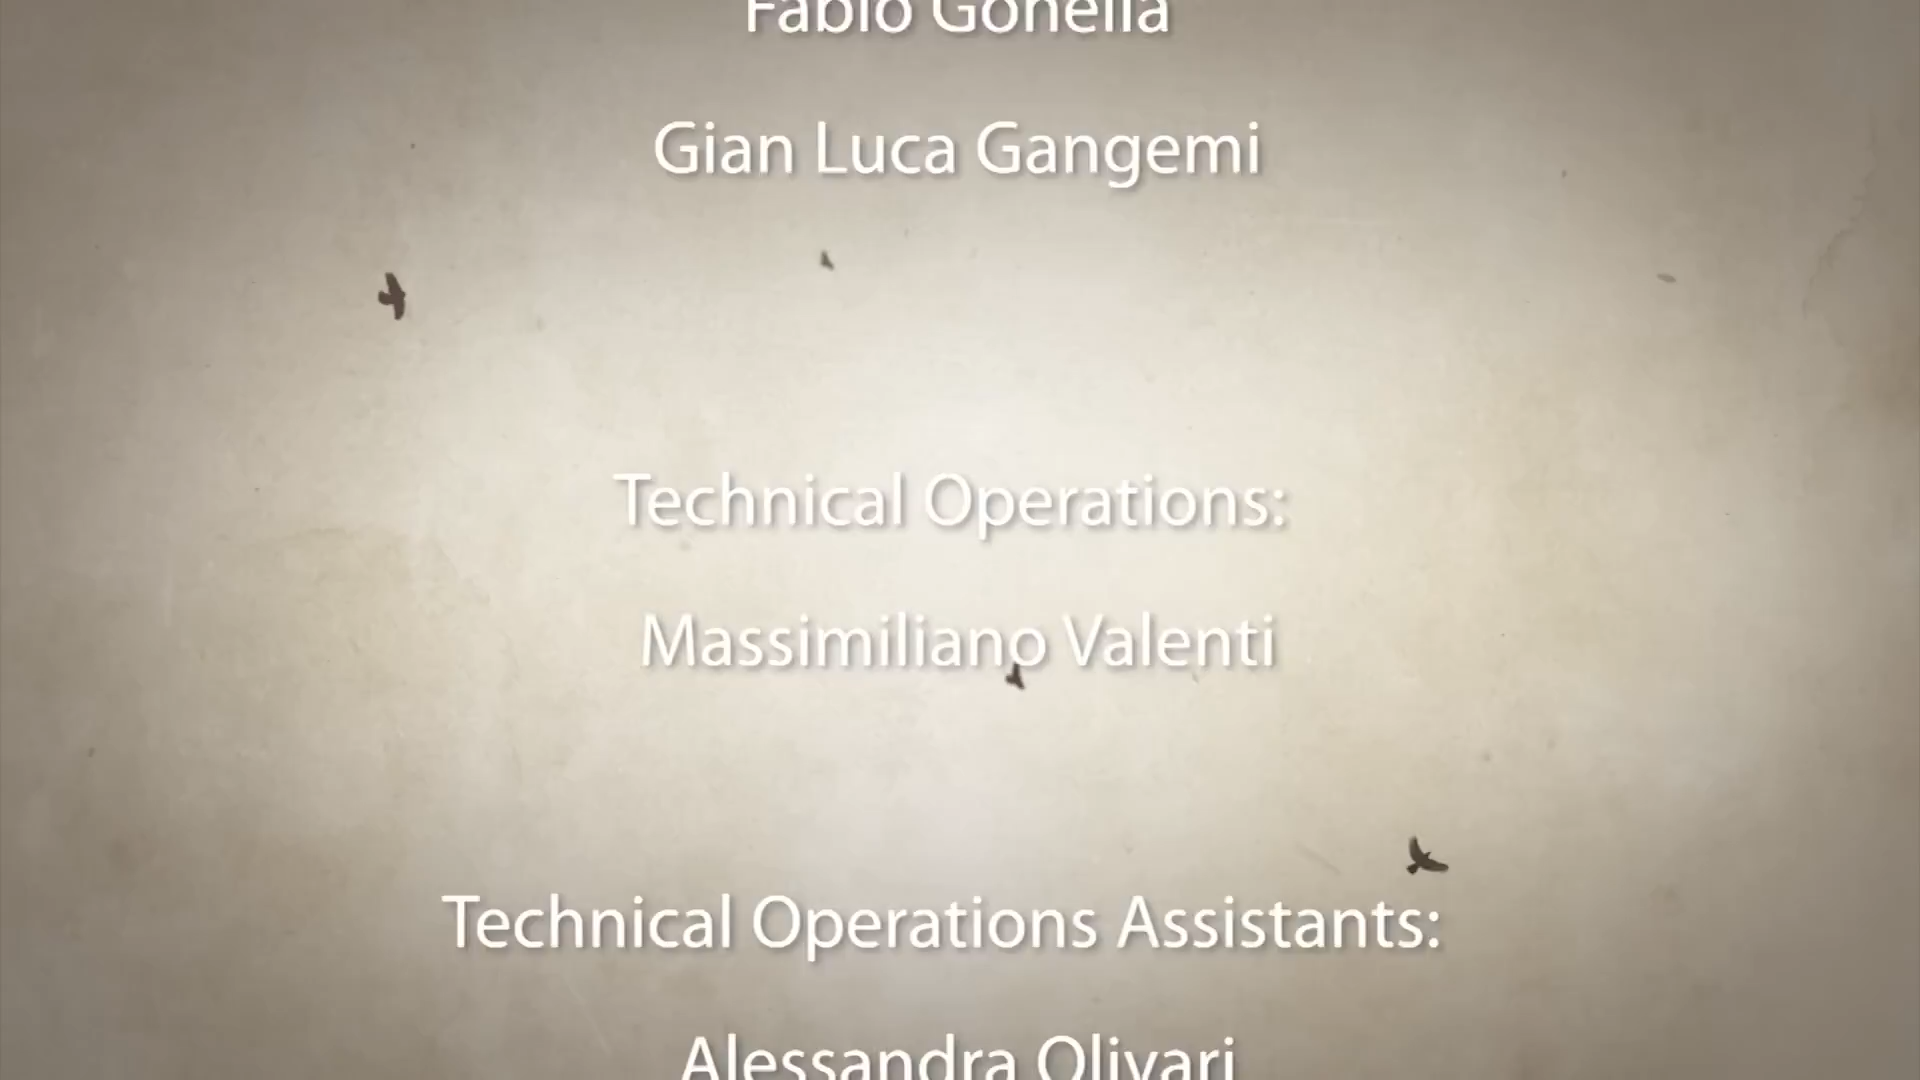 Fabio Gonella
Gian Luca Gangemi
Technical Operations:
Massimiliano Valenti
Technical Operations Assistants:
Alessandra Olivari